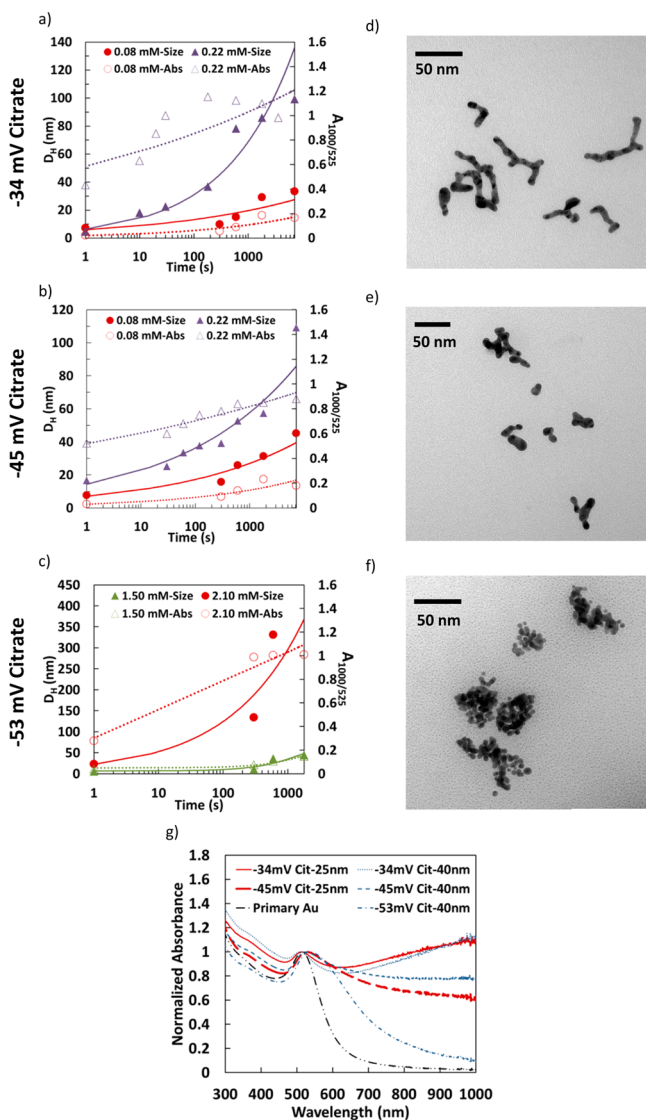 a)
0.08 mM-Size
0.22 mM-Size
0.08 mM-Abs
0.22 mM-Abs
140
120
100
80
60
40
20
0
1.6
1.4
1.2
1
0.8
0.6
0.4
0.2
0
1
10
100
1000
-34 mV Citrate
D_H (nm)
A_1000/525
Time (s)
d)
50 nm
b)
0.08 mM-Size
0.22 mM-Size
0.08 mM-Abs
0.22 mM-Abs
120
100
80
60
40
20
0
1.6
1.4
1.2
1
0.8
0.6
0.4
0.2
0
1
10
100
1000
-45 mV Citrate
D_H (nm)
A_1000/525
Time (s)
e)
50 nm
c)
1.50 mM-Size
2.10 mM-Size
1.50 mM-Abs
2.10 mM-Abs
450
400
350
300
250
200
150
100
50
0
1.6
1.4
1.2
1
0.8
0.6
0.4
0.2
0
1
10
100
1000
-53 mV Citrate
D_H (nm)
A_1000/525
Time (s)
f)
50 nm
g)
-34mV Cit-25nm
-34mV Cit-40nm
-45mV Cit-25nm
-45mV Cit-40nm
Primary Au
-53mV Cit-40nm
1.8
1.6
1.4
1.2
1
0.8
0.6
0.4
0.2
0
300 400 500 600 700 800 900 1000
Normalized Absorbance
Wavelength (nm)